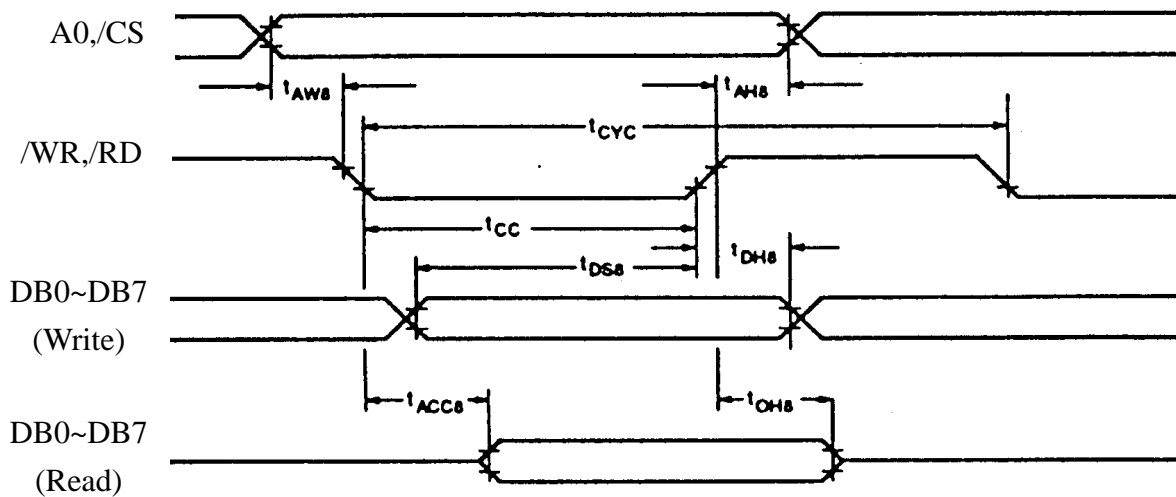 A0,/CS
tAW8
tAH8
tCYC
/WR,/RD
tCC
tDS8
tDH8
DB0~DB7
(Write)
tACC8
tOH8
DB0~DB7
(Read)